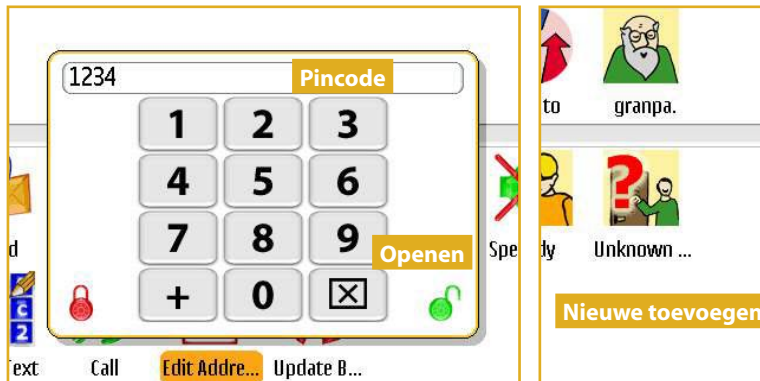 1234
Pincode
1 2 3
4 5 6
7 8 9
Openen
+ 0
d
Spe
ext
Call
Edit Addre...
Update B...
to
granpa.
dy
Unknown ...
Nieuwe toevoegen